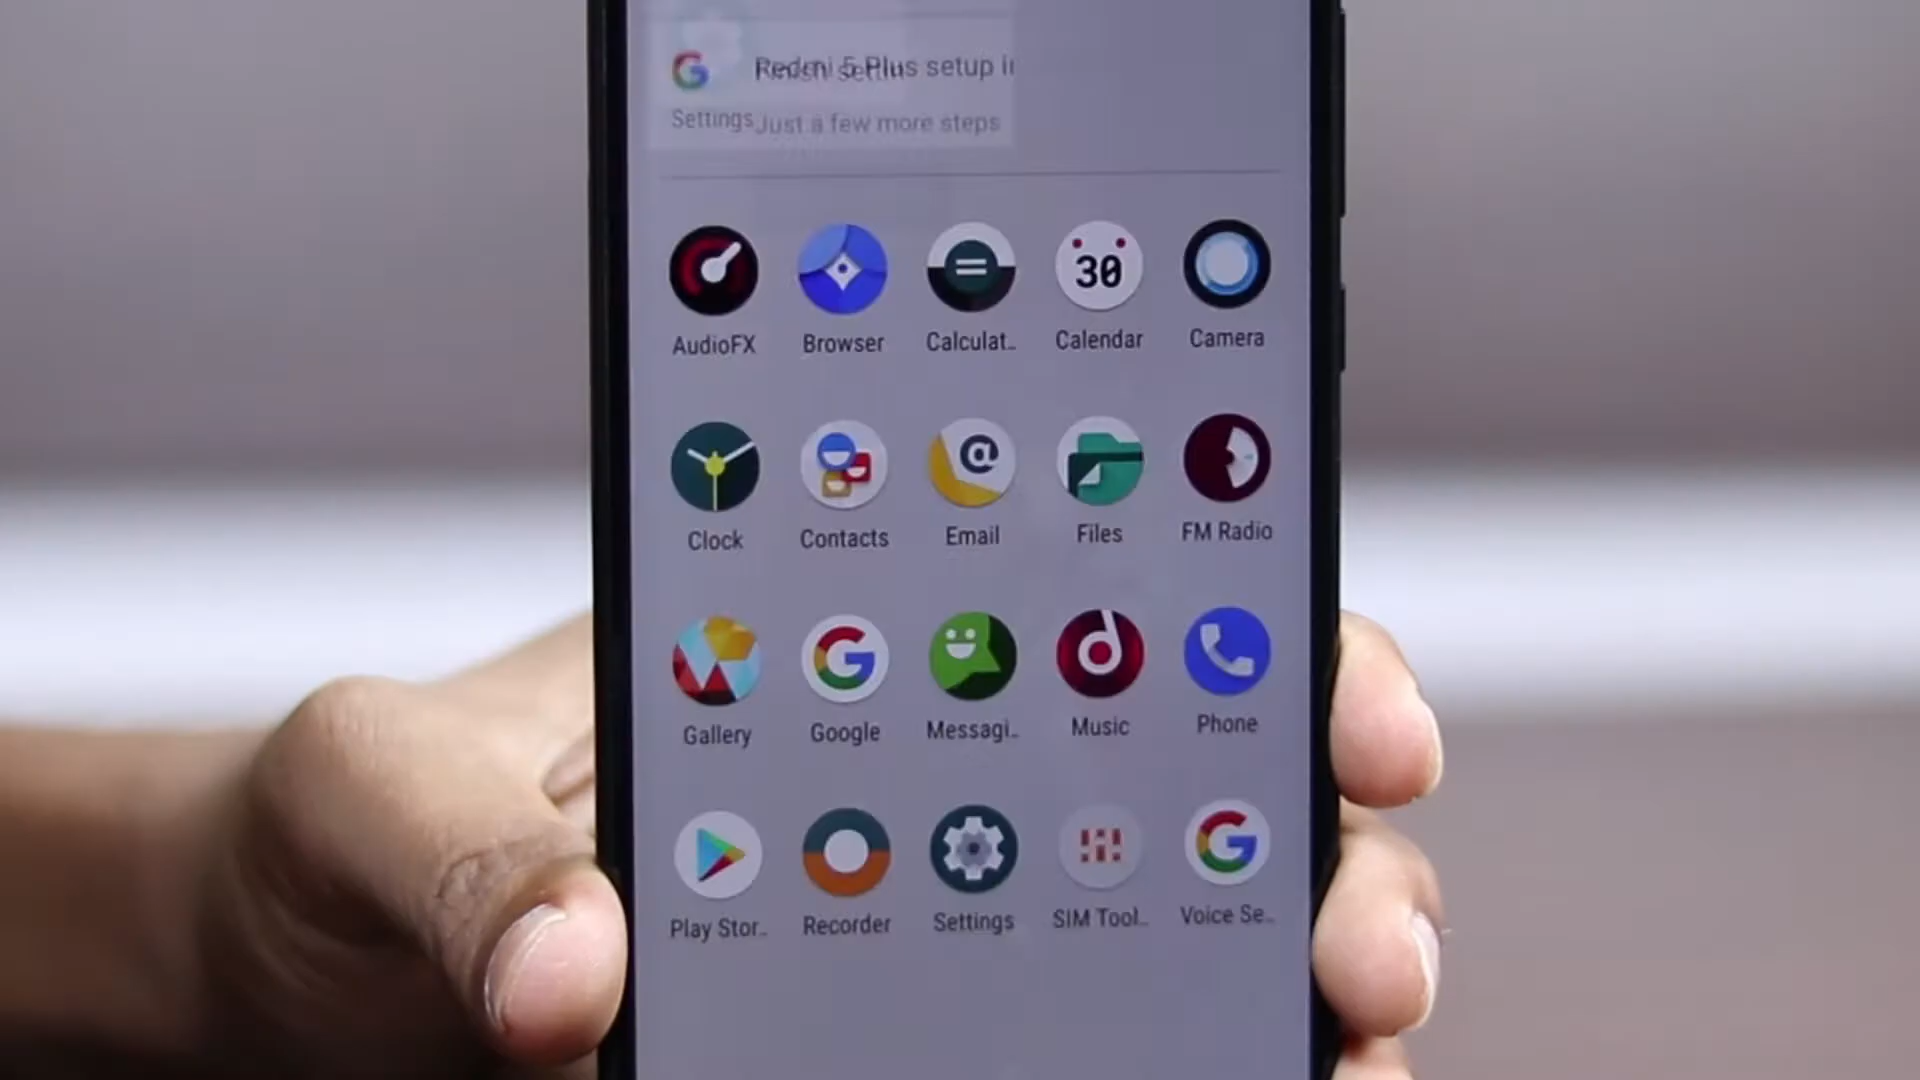 Redmi 5 Plus setup
Settings
Just a few more steps
AudioFX
Browser
Calculat..
30
Calendar
Camera
Clock
Contacts
@
Email
Files
FM Radio
Gallery
G
Google
Messagi..
Music
Phone
Play Stor..
Recorder
Settings
SIM Tool..
G
Voice Se..